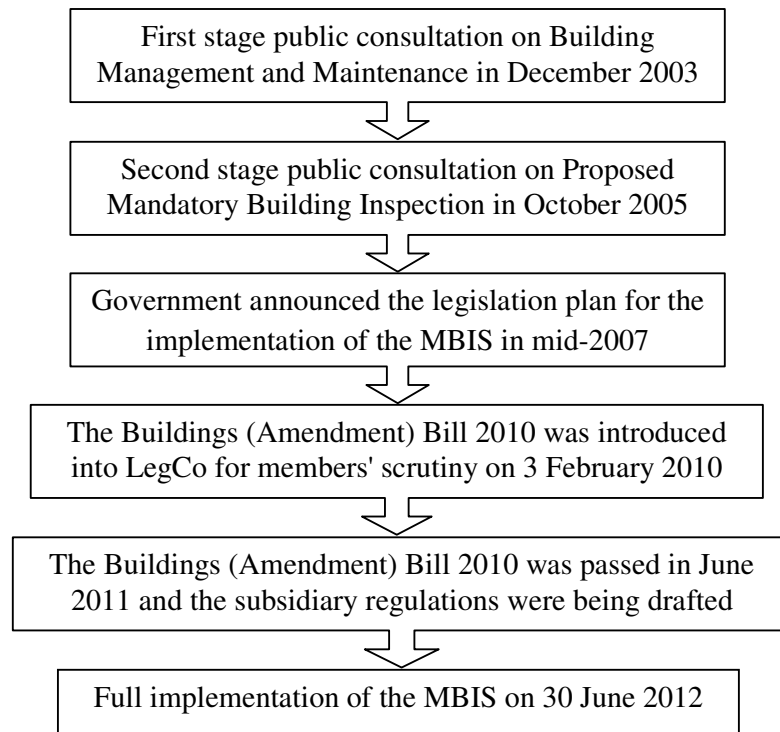 First stage public consultation on Building
Management and Maintenance in December 2003
Second stage public consultation on Proposed
Mandatory Building Inspection in October 2005
Government announced the legislation plan for the
implementation of the MBIS in mid-2007
The Buildings (Amendment) Bill 2010 was introduced
into LegCo for members' scrutiny on 3 February 2010
The Buildings (Amendment) Bill 2010 was passed in June
2011 and the subsidiary regulations were being drafted
Full implementation of the MBIS on 30 June 2012